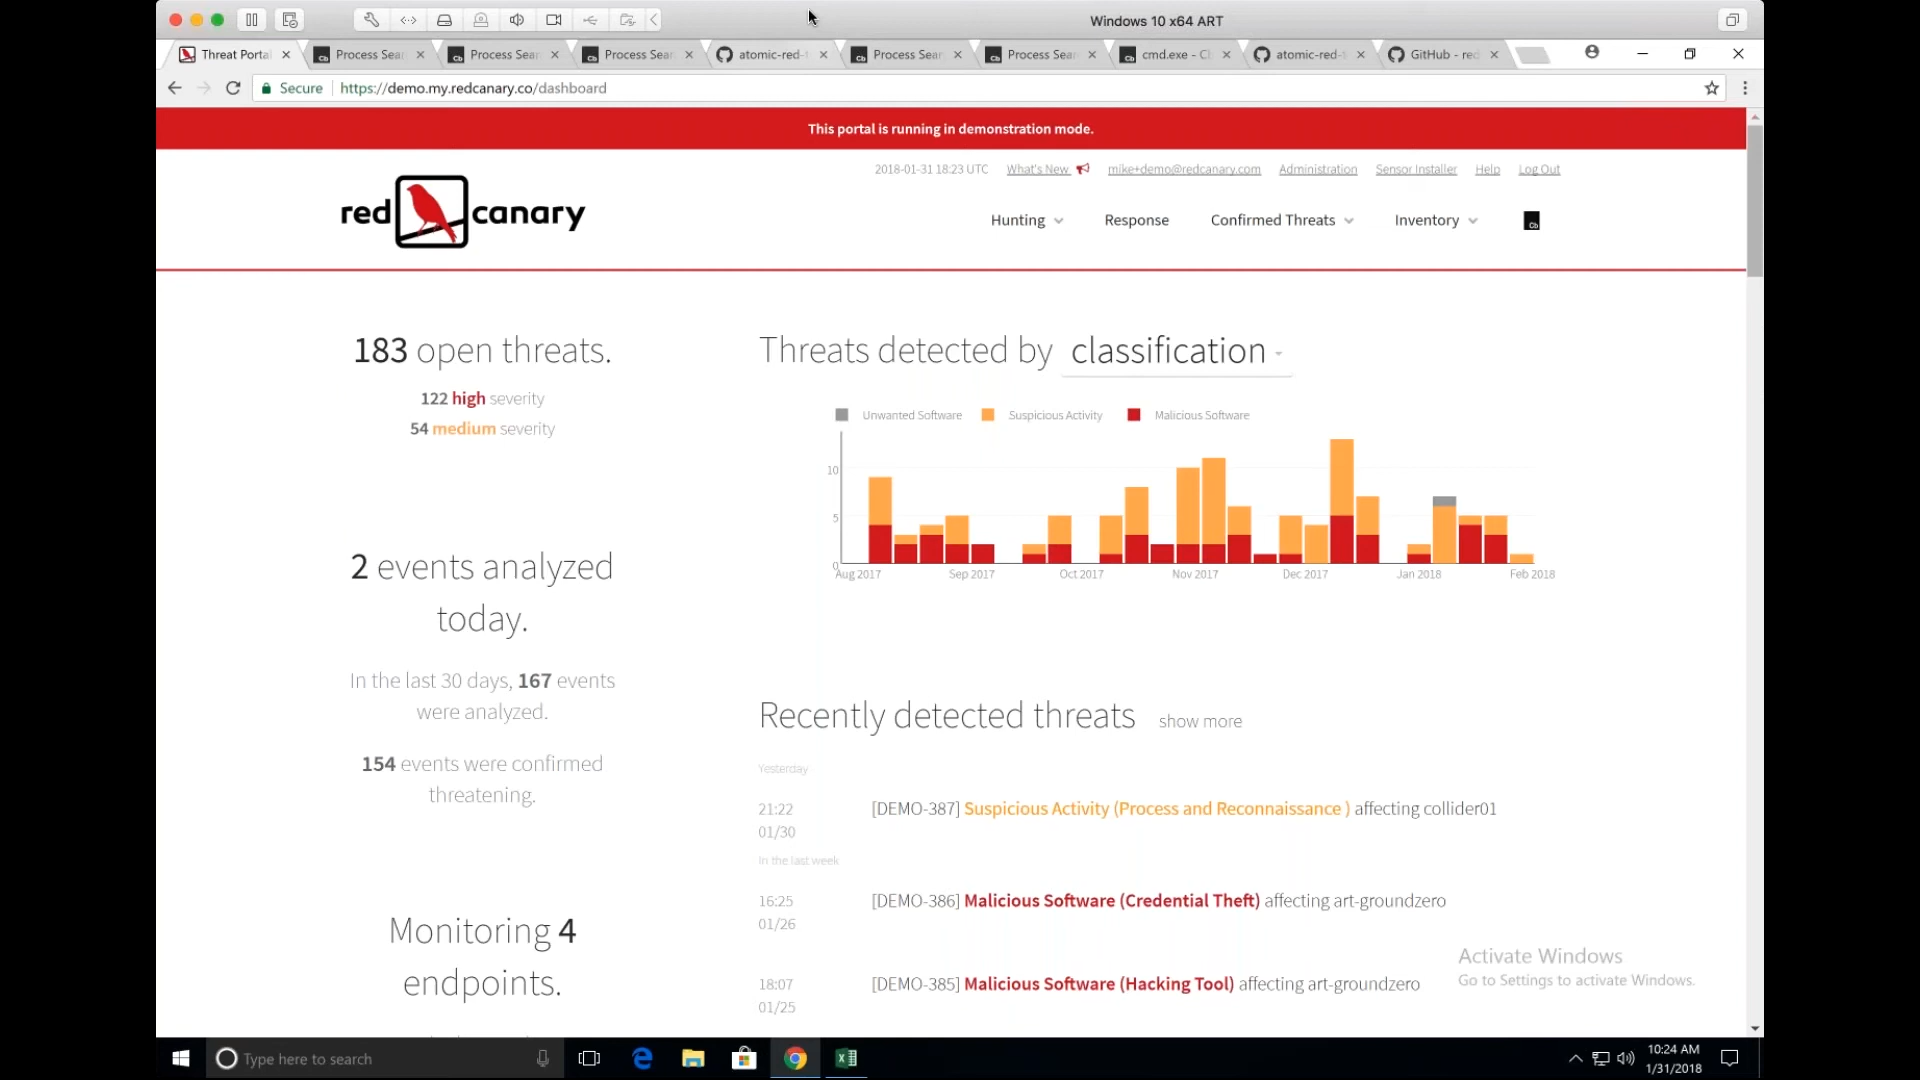 Windows 10 x64 ART
Threat Portal
Process Sear
Process Sear
Process Sear
atomic-red-t
Process Sear
Process Sear
cmd.exe - Cb
atomic-red-t
GitHub - red
Secure https://demo.my.redcanary.co/dashboard
This portal is running in demonstration mode.
2018-01-31 18:23 UTC What's New mike+demo@redcanary.com Administration Sensor Installer Help Log Out
red canary
Hunting Response Confirmed Threats Inventory Cb
183 open threats.
122 high severity
54 medium severity
Threats detected by classification
Unwanted Software Suspicious Activity Malicious Software
10
5
0
Aug 2017 Sep 2017 Oct 2017 Nov 2017 Dec 2017 Jan 2018 Feb 2018
2 events analyzed
today.
In the last 30 days, 167 events
were analyzed.
154 events were confirmed
threatening.
Monitoring 4
endpoints.
Recently detected threats show more
Yesterday
21:22 [DEMO-387] Suspicious Activity (Process and Reconnaissance ) affecting collider01
01/30
In the last week
16:25 [DEMO-386] Malicious Software (Credential Theft) affecting art-groundzero
01/26
18:07 [DEMO-385] Malicious Software (Hacking Tool) affecting art-groundzero
01/25
Activate Windows
Go to Settings to activate Windows.
Type here to search
10:24 AM
1/31/2018